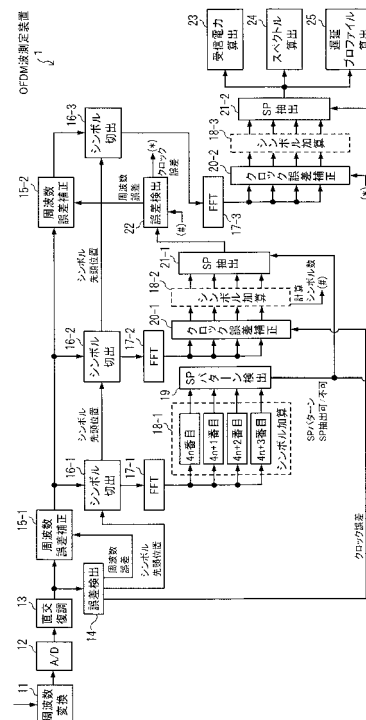 OFDM波測定装置
1
11
周波数
変換
12
A/D
13
直交
復調
14
誤差検出
周波数
誤差
シンボル
先頭位置
15-1
周波数
誤差補正
16-1
シンボル
切出
17-1
FFT
シンボル
先頭位置
18-1
4n番目
4n+1番目
4n+2番目
4n+3番目
シンボル加算
19
SP
パターン検出
SPパターン
SP抽出可/不可
クロック誤差
16-2
シンボル
切出
17-2
FFT
シンボル
先頭位置
20-1
クロック誤差補正
18-2
シンボル加算
計算
シンボル数
(#)
21-1
SP
抽出
22
誤差検出
(#)
周波数
誤差
クロック
誤差
(*)
15-2
周波数
誤差補正
16-3
シンボル
切出
17-3
FFT
20-2
クロック誤差補正
(*)
18-3
シンボル加算
21-2
SP
抽出
23
受信電力
算出
24
スペクトル
算出
25
遅延
プロファイル
算出